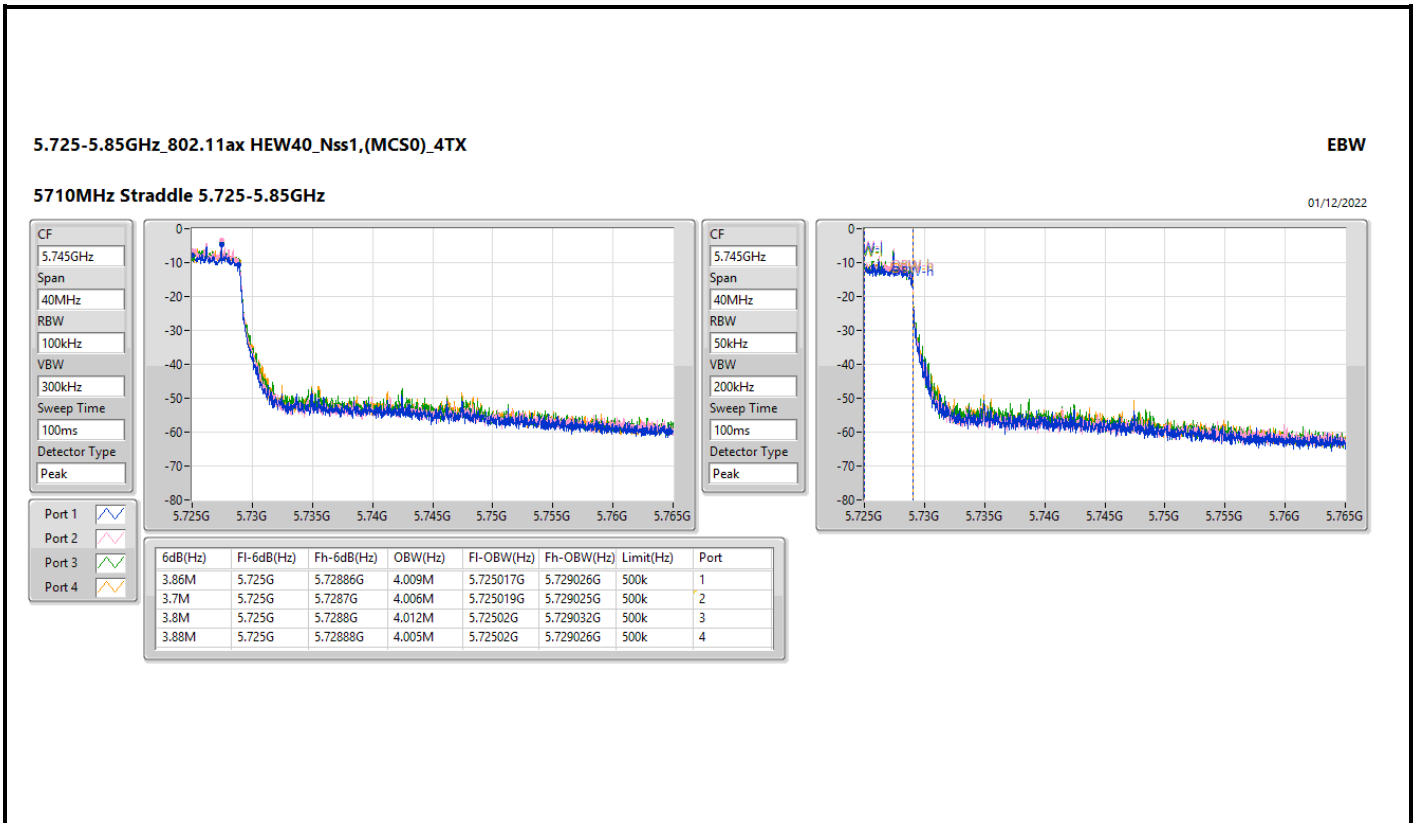 5.725-5.85GHz_802.11ax HEW40_Nss1,(MCS0)_4TX
EBW
5710MHz Straddle 5.725-5.85GHz
01/12/2022
CF
5.745GHz
Span
40MHz
RBW
100kHz
VBW
300kHz
Sweep Time
100ms
Detector Type
Peak
Port 1
Port 2
Port 3
Port 4
0
-10
-20
-30
-40
-50
-60
-70
-80
5.725G 5.73G 5.735G 5.74G 5.745G 5.75G 5.755G 5.76G 5.765G
CF
5.745GHz
Span
40MHz
RBW
50kHz
VBW
200kHz
Sweep Time
100ms
Detector Type
Peak
0
-10
-20
-30
-40
-50
-60
-70
-80
5.725G 5.73G 5.735G 5.74G 5.745G 5.75G 5.755G 5.76G 5.765G
6dB(Hz) Fl-6dB(Hz) Fh-6dB(Hz) OBW(Hz) Fl-OBW(Hz) Fh-OBW(Hz) Limit(Hz) Port
3.86M 5.725G 5.72886G 4.009M 5.725017G 5.729026G 500k 1
3.7M 5.725G 5.7287G 4.006M 5.725019G 5.729025G 500k 2
3.8M 5.725G 5.7288G 4.012M 5.72502G 5.729032G 500k 3
3.88M 5.725G 5.72888G 4.005M 5.72502G 5.729026G 500k 4